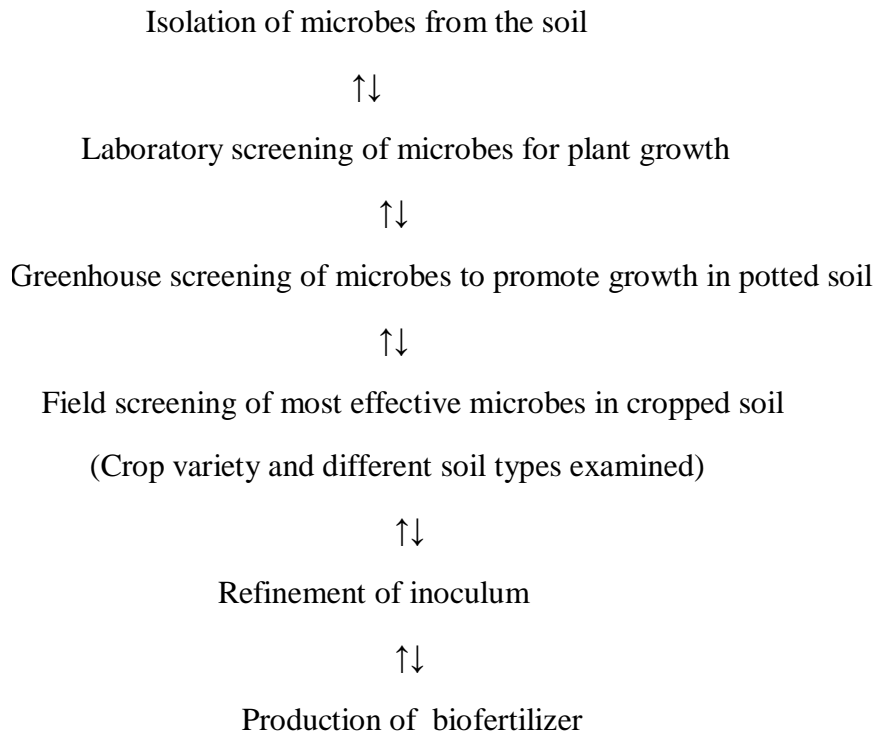 Isolation of microbes from the soil
↑↓
Laboratory screening of microbes for plant growth
↑↓
Greenhouse screening of microbes to promote growth in potted soil
↑↓
Field screening of most effective microbes in cropped soil
(Crop variety and different soil types examined)
↑↓
Refinement of inoculum
↑↓
Production of biofertilizer